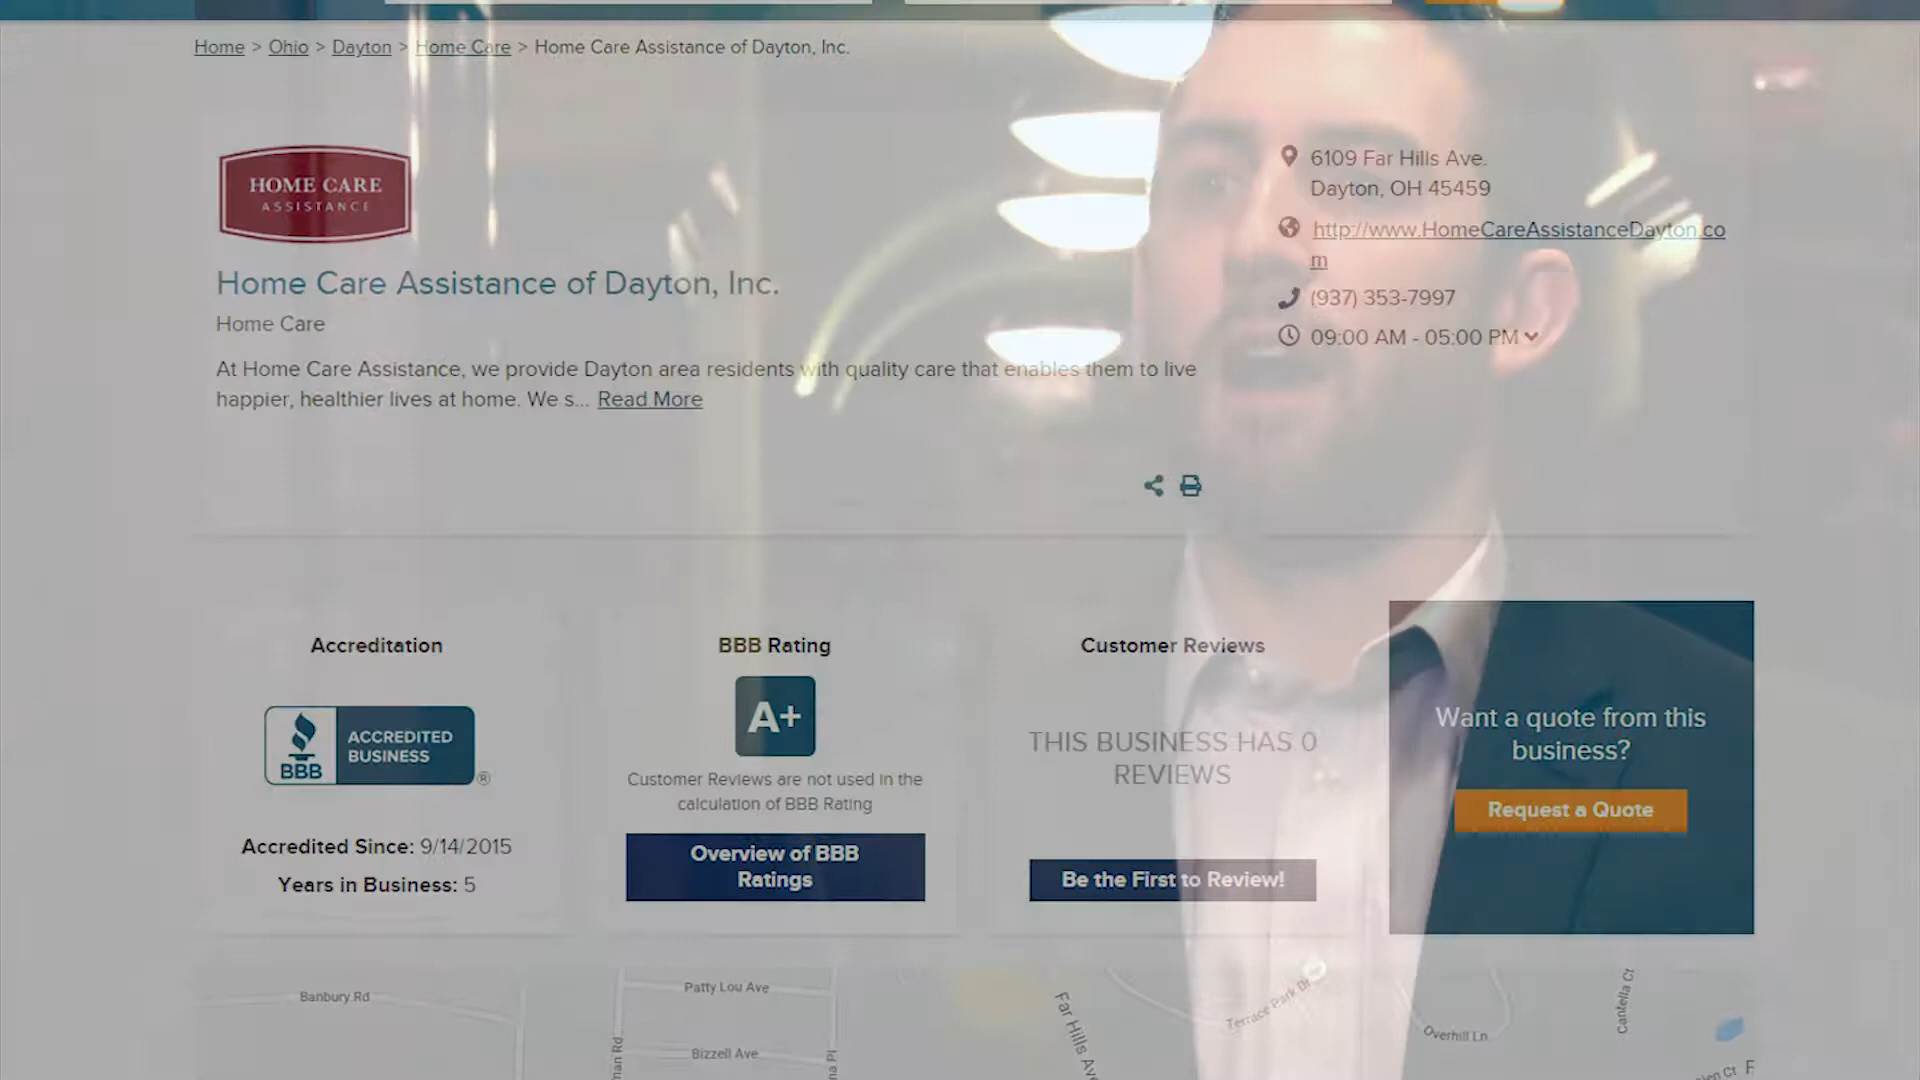 Home > Ohio > Dayton > Home Care > Home Care Assistance of Dayton, Inc.
HOME CARE
ASSISTANCE
Home Care Assistance of Dayton, Inc.
Home Care
At Home Care Assistance, we provide Dayton area residents with quality care that enables them to live
happier, healthier lives at home. We s... Read More
6109 Far Hills Ave.
Dayton, OH 45459
http://www.HomeCareAssistanceDayton.co
m
(937) 353-7997
09:00 AM - 05:00 PM
Accreditation
BBB
ACCREDITED
BUSINESS
®
Accredited Since: 9/14/2015
Years in Business: 5
BBB Rating
A+
Customer Reviews are not used in the
calculation of BBB Rating
Overview of BBB
Ratings
Customer Reviews
THIS BUSINESS HAS 0
REVIEWS
Be the First to Review!
Want a quote from this
business?
Request a Quote
Banbury Rd
Patty Lou Ave
Bizzell Ave
Far Hills Ave
Terrace Park Dr
Overhill Ln
Cantella Ct